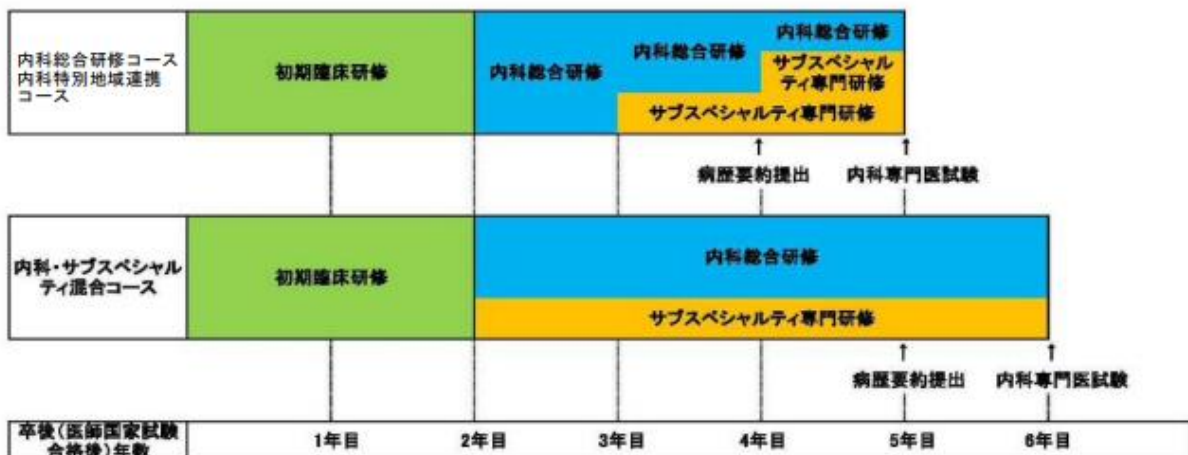 内科総合研修コース
内科特別地域連携
コース
初期臨床研修
内科総合研修
内科総合研修
内科総合研修
サブスペシャル
ティ専門研修
サブスペシャルティ専門研修
↑
↑
病歴要約提出
内科専門医試験
内科・サブスペシャル
ティ混合コース
初期臨床研修
内科総合研修
サブスペシャルティ専門研修
↑
↑
病歴要約提出
内科専門医試験
卒後(医師国家試験
合格後)年数
1年目
2年目
3年目
4年目
5年目
6年目